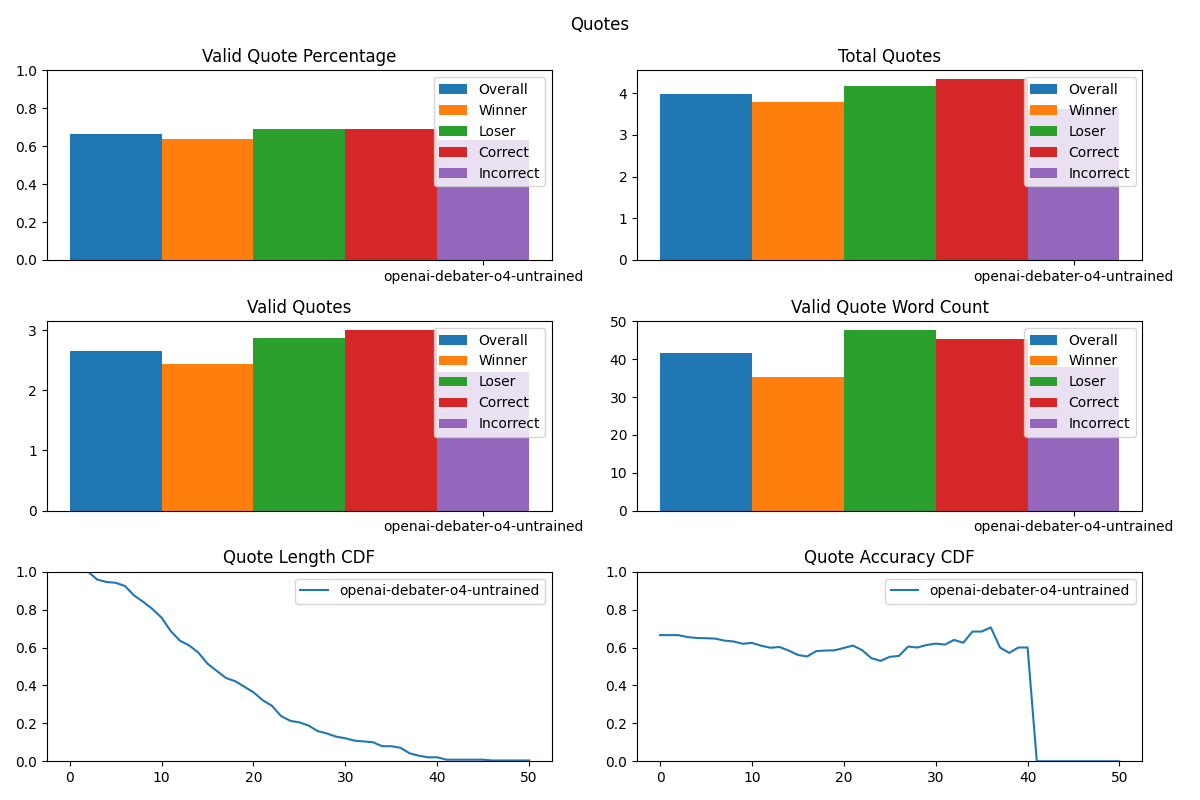 Quotes
Valid Quote Percentage
1.0
0.8
0.6
0.4
0.2
0.0
Overall
Winner
Loser
Correct
Incorrect
openai-debater-o4-untrained
Total Quotes
4
3
2
1
0
Overall
Winner
Loser
Correct
Incorrect
openai-debater-o4-untrained
Valid Quotes
3
2
1
0
Overall
Winner
Loser
Correct
Incorrect
openai-debater-o4-untrained
Valid Quote Word Count
50
40
30
20
10
0
Overall
Winner
Loser
Correct
Incorrect
openai-debater-o4-untrained
Quote Length CDF
1.0
0.8
0.6
0.4
0.2
0.0
openai-debater-o4-untrained
0 10 20 30 40 50
Quote Accuracy CDF
1.0
0.8
0.6
0.4
0.2
0.0
openai-debater-o4-untrained
0 10 20 30 40 50